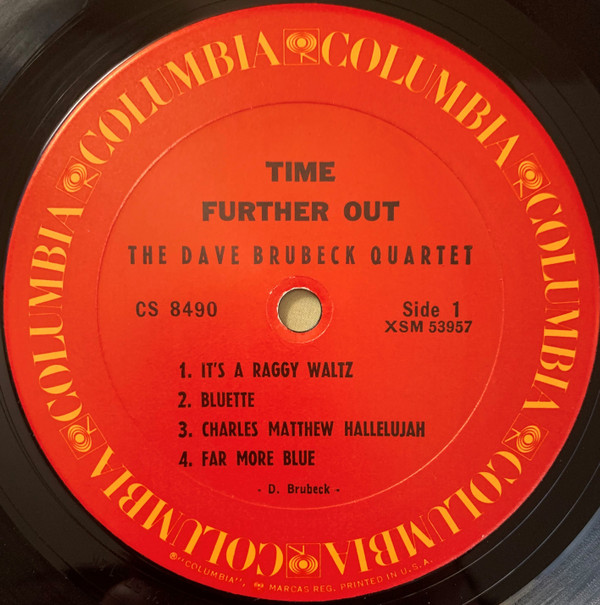 COLUMBIA COLUMBIA COLUMBIA COLUMBIA COLUMBIA COLUMBIA
TIME
FURTHER OUT
THE DAVE BRUBECK QUARTET
CS 8490
Side 1
XSM 53957
1. IT'S A RAGGY WALTZ
2. BLUETTE
3. CHARLES MATTHEW HALLELUJAH
4. FAR MORE BLUE
- D. Brubeck -
®"COLUMBIA", MARCAS REG. PRINTED IN U.S.A.